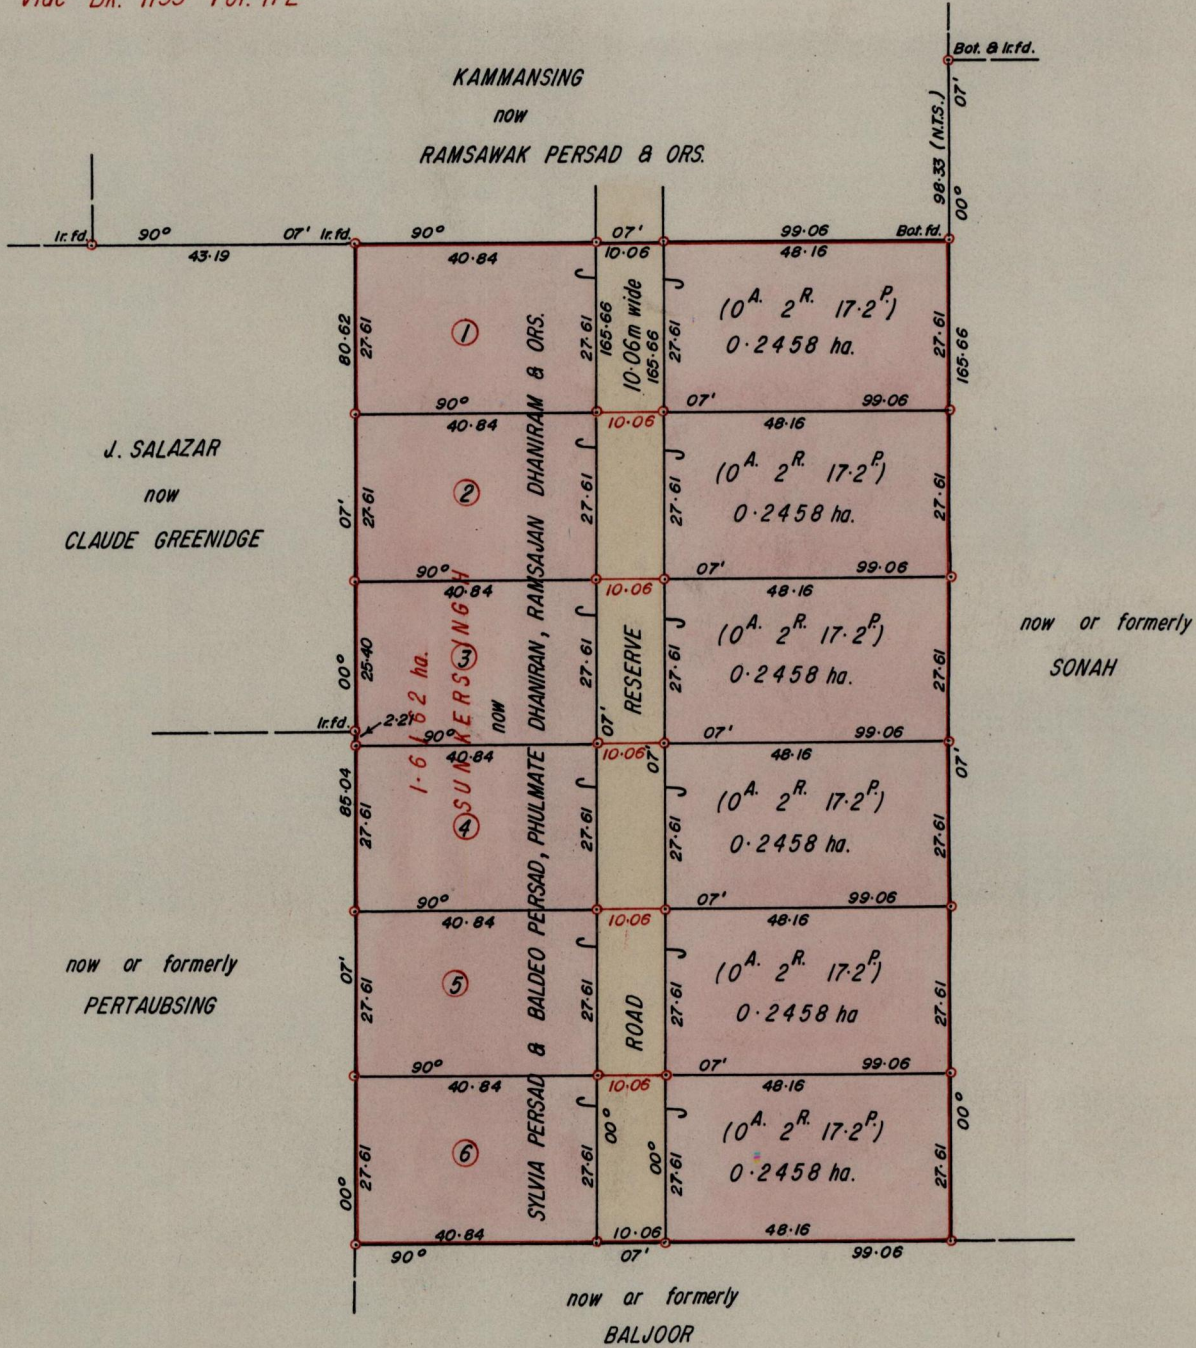 KAMMANSING
now
RAMSAWAK PERSAD & ORS.
Bot. & Ir.fd.
98·33 (N.T.S.)
07'
00°
Ir. fd.
90°
07'
Ir.fd.
90°
07'
99·06
Bot.fd.
43·19
40·84
10·06
48·16
80·62
27·61
1
27·61
165·66
10·06m wide
165·66
27·61
(0A. 2R. 17·2P.)
0·2458 ha.
27·61
165·66
90°
07'
99·06
40·84
10·06
48·16
J. SALAZAR
now
CLAUDE GREENIDGE
07'
27·61
2
27·61
27·61
(0A. 2R. 17·2P.)
0·2458 ha.
27·61
90°
07'
99·06
40·84
10·06
48·16
00°
25·40
3
27·61
RESERVE
27·61
(0A. 2R. 17·2P.)
0·2458 ha.
27·61
now or formerly
SONAH
1·6162 ha.
SUNKERSINGH
now
SYLVIA PERSAD & BALDEO PERSAD, PHULMATE DHANIRAN, RAMSAJAN DHANIRAM & ORS.
Ir.fd.
2·21
90°
07'
07'
07'
99·06
07'
40·84
10·06
48·16
85·04
27·61
4
27·61
27·61
(0A. 2R. 17·2P.)
0·2458 ha.
27·61
90°
07'
99·06
40·84
10·06
48·16
now or formerly
PERTAUBSING
07'
27·61
5
27·61
ROAD
27·61
(0A. 2R. 17·2P.)
0·2458 ha
27·61
90°
07'
99·06
40·84
10·06
48·16
00°
27·61
6
27·61
00°
00°
27·61
(0A. 2R. 17·2P.)
0·2458 ha.
27·61
00°
40·84
10·06
48·16
90°
07'
99·06
now or formerly
BALJOOR